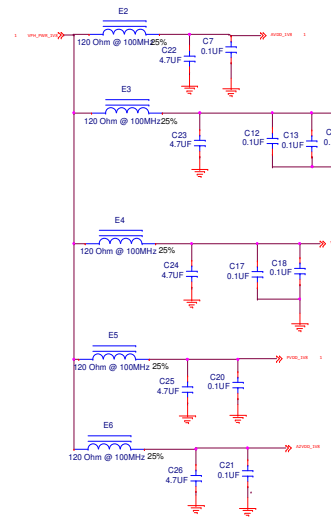 E2
1 VPH_PWR_1V8
AVDD_1V8 1
120 Ohm @ 100MHz 25%
C22
4.7UF
C7
0.1UF
E3
120 Ohm @ 100MHz 25%
C23
4.7UF
C12
0.1UF
C13
0.1UF
E4
120 Ohm @ 100MHz 25%
C24
4.7UF
C17
0.1UF
C18
0.1UF
E5
120 Ohm @ 100MHz 25%
C25
4.7UF
C20
0.1UF
PVDD_1V8
E6
120 Ohm @ 100MHz 25%
C26
4.7UF
C21
0.1UF